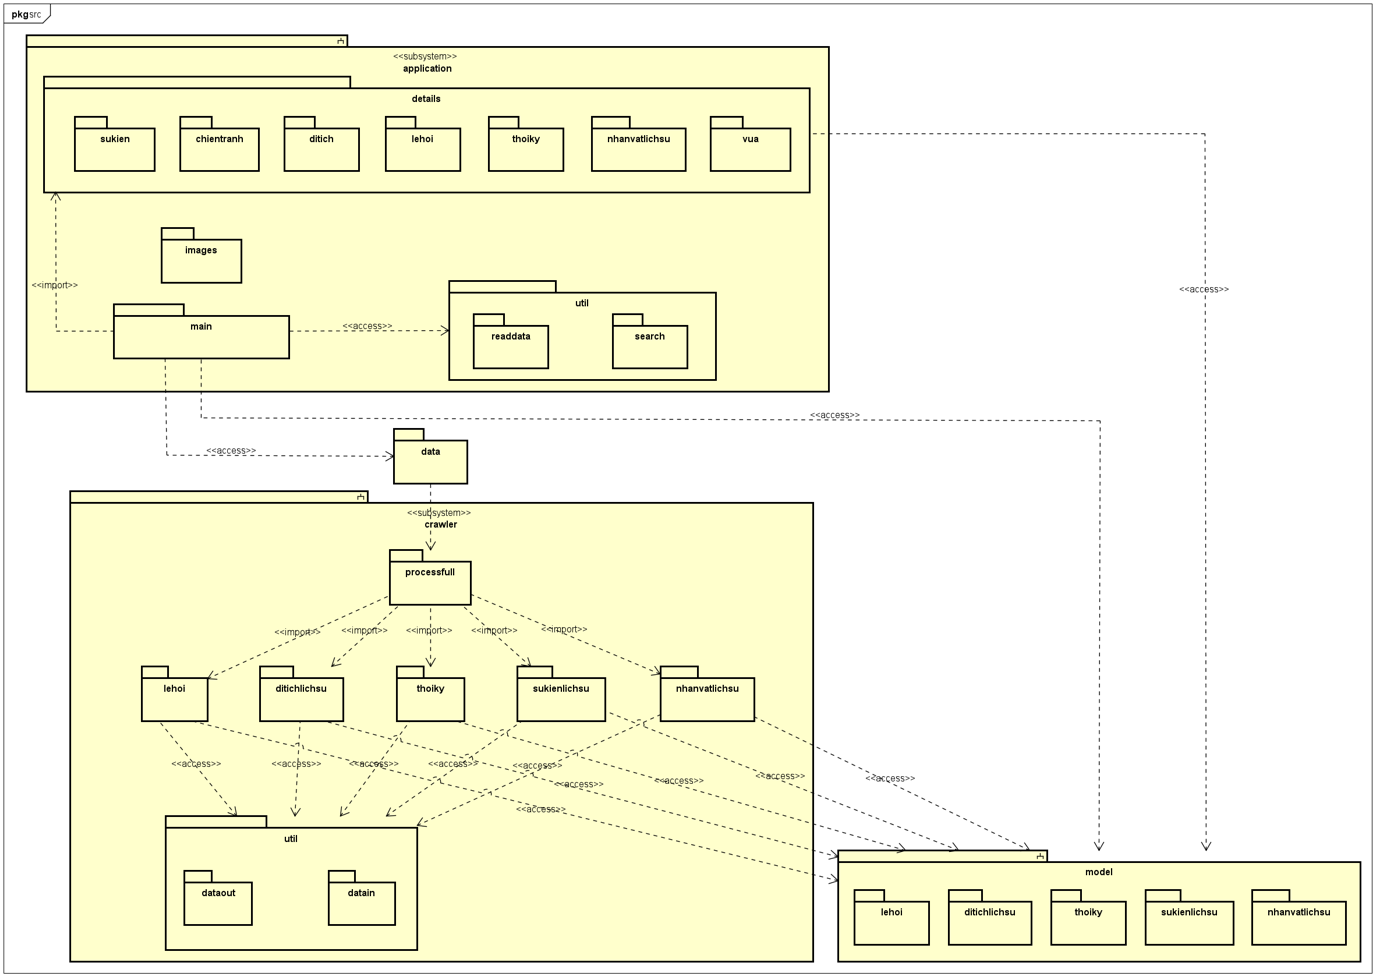 pkg src
<<subsystem>>
application
details
sukien
chientranh
ditich
lehoi
thoiky
nhanvatlichsu
vua
images
<<import>>
<<access>>
util
main
<<access>>
readdata
search
<<access>>
<<access>>
data
<<subsystem>>
crawler
processfull
<<import>>
<<import>>
<<import>>
<<import>>
<<import>>
lehoi
ditichlichsu
thoiky
sukienlichsu
nhanvatlichsu
<<access>>
<<access>>
<<access>>
<<access>>
<<access>>
<<access>>
<<access>>
<<access>>
<<access>>
<<access>>
util
dataout
datain
model
lehoi
ditichlichsu
thoiky
sukienlichsu
nhanvatlichsu